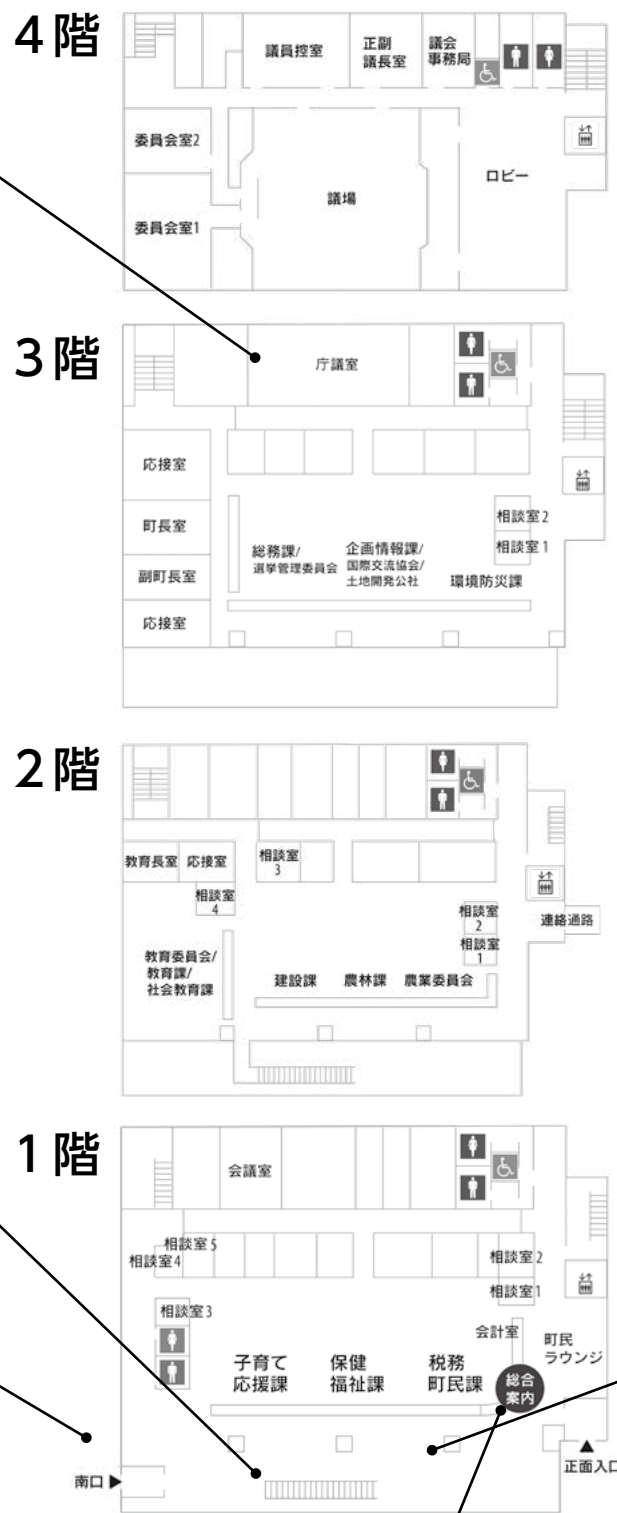 4階
議員控室
正副
議長室
議会
事務局
委員会室2
委員会室1
議場
ロビー
3階
庁議室
応接室
町長室
副町長室
応接室
相談室2
相談室1
総務課/
選挙管理委員会
企画情報課/
国際交流協会/
土地開発公社
環境防災課
2階
教育長室
応接室
相談室
3
相談室
4
相談室
2
相談室
1
連絡通路
教育委員会/
教育課/
社会教育課
建設課
農林課
農業委員会
1階
会議室
相談室5
相談室4
相談室2
相談室1
相談室3
会計室
町民
ラウンジ
子育て
応援課
保健
福祉課
税務
町民課
総合
案内
南口▶
▲
正面入口